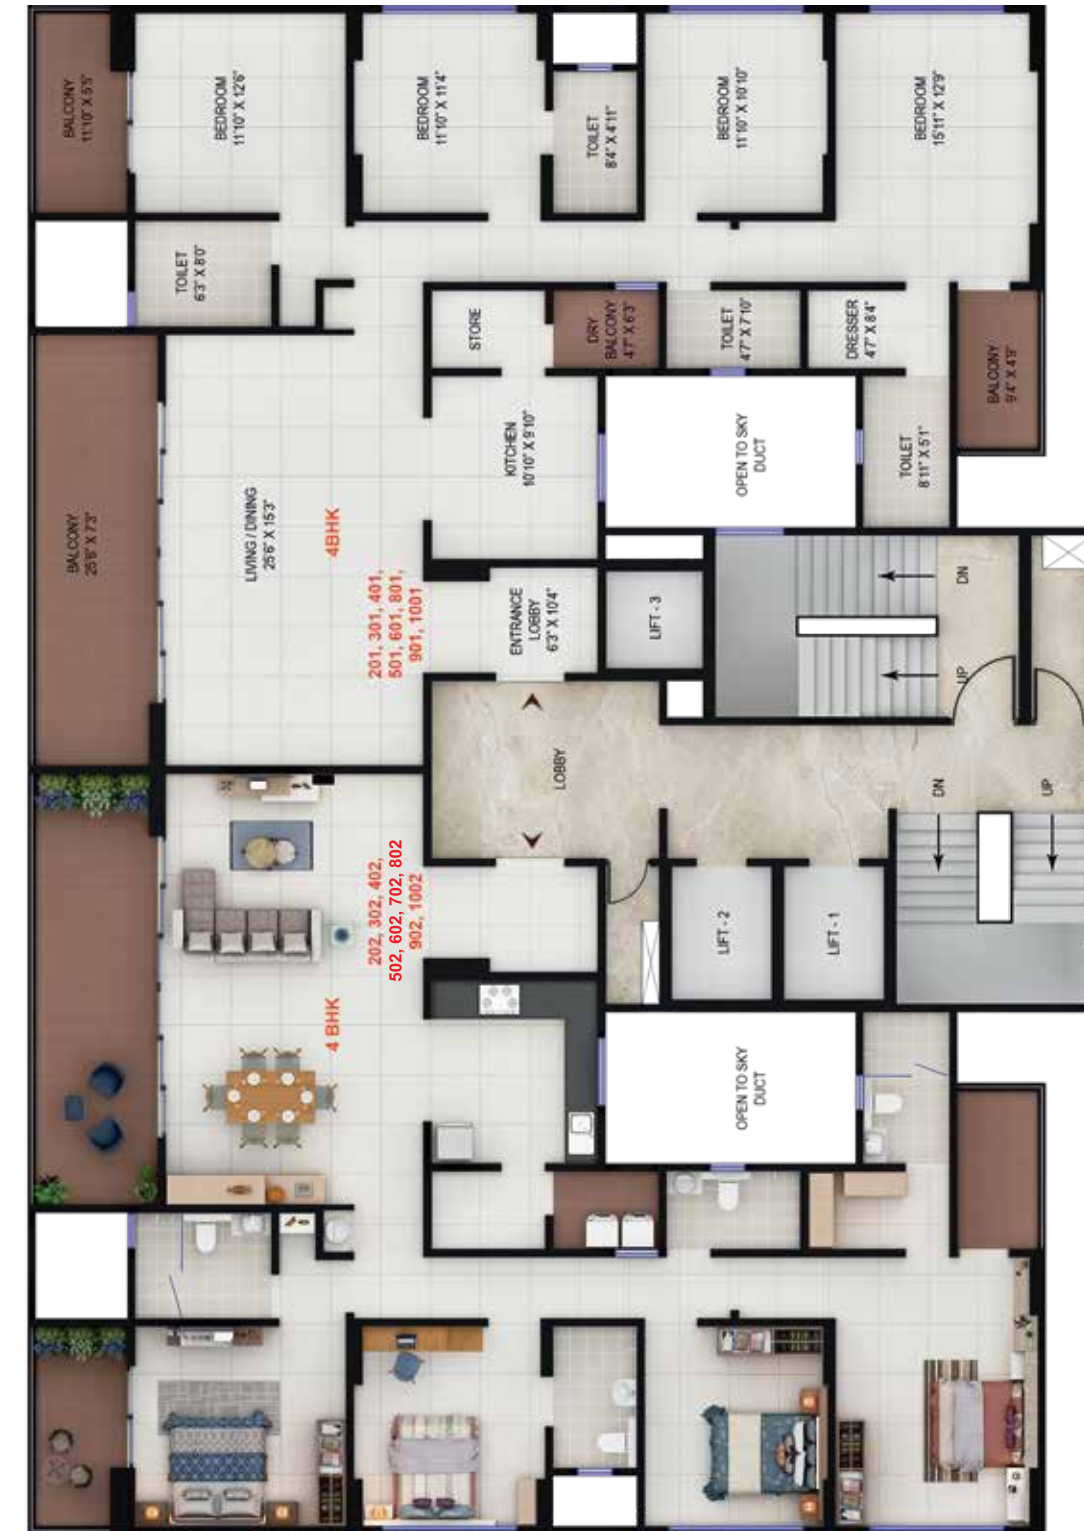 BALCONY
11'10" X 5'5"
BEDROOM
11'10" X 12'6"
BEDROOM
11'10" X 11'4"
TOILET
8'4" X 4'11"
BEDROOM
11'10" X 10'10"
BEDROOM
15'11" X 12'9"
TOILET
6'3" X 8'0"
STORE
DRY
BALCONY
4'7" X 6'3"
TOILET
4'7" X 7'10"
DRESSER
4'7" X 8'4"
BALCONY
9'4" X 4'9"
BALCONY
25'6" X 7'3"
LIVING / DINING
25'6" X 15'3"
4BHK
201, 301, 401,
501, 601, 801,
901, 1001
KITCHEN
10'10" X 9'10"
OPEN TO SKY
DUCT
TOILET
8'11" X 5'1"
ENTRANCE
LOBBY
6'3" X 10'4"
LIFT - 3
DN
UP
LOBBY
DN
UP
202, 302, 402,
502, 602, 702, 802
902, 1002
4 BHK
LIFT - 2
LIFT - 1
OPEN TO SKY
DUCT